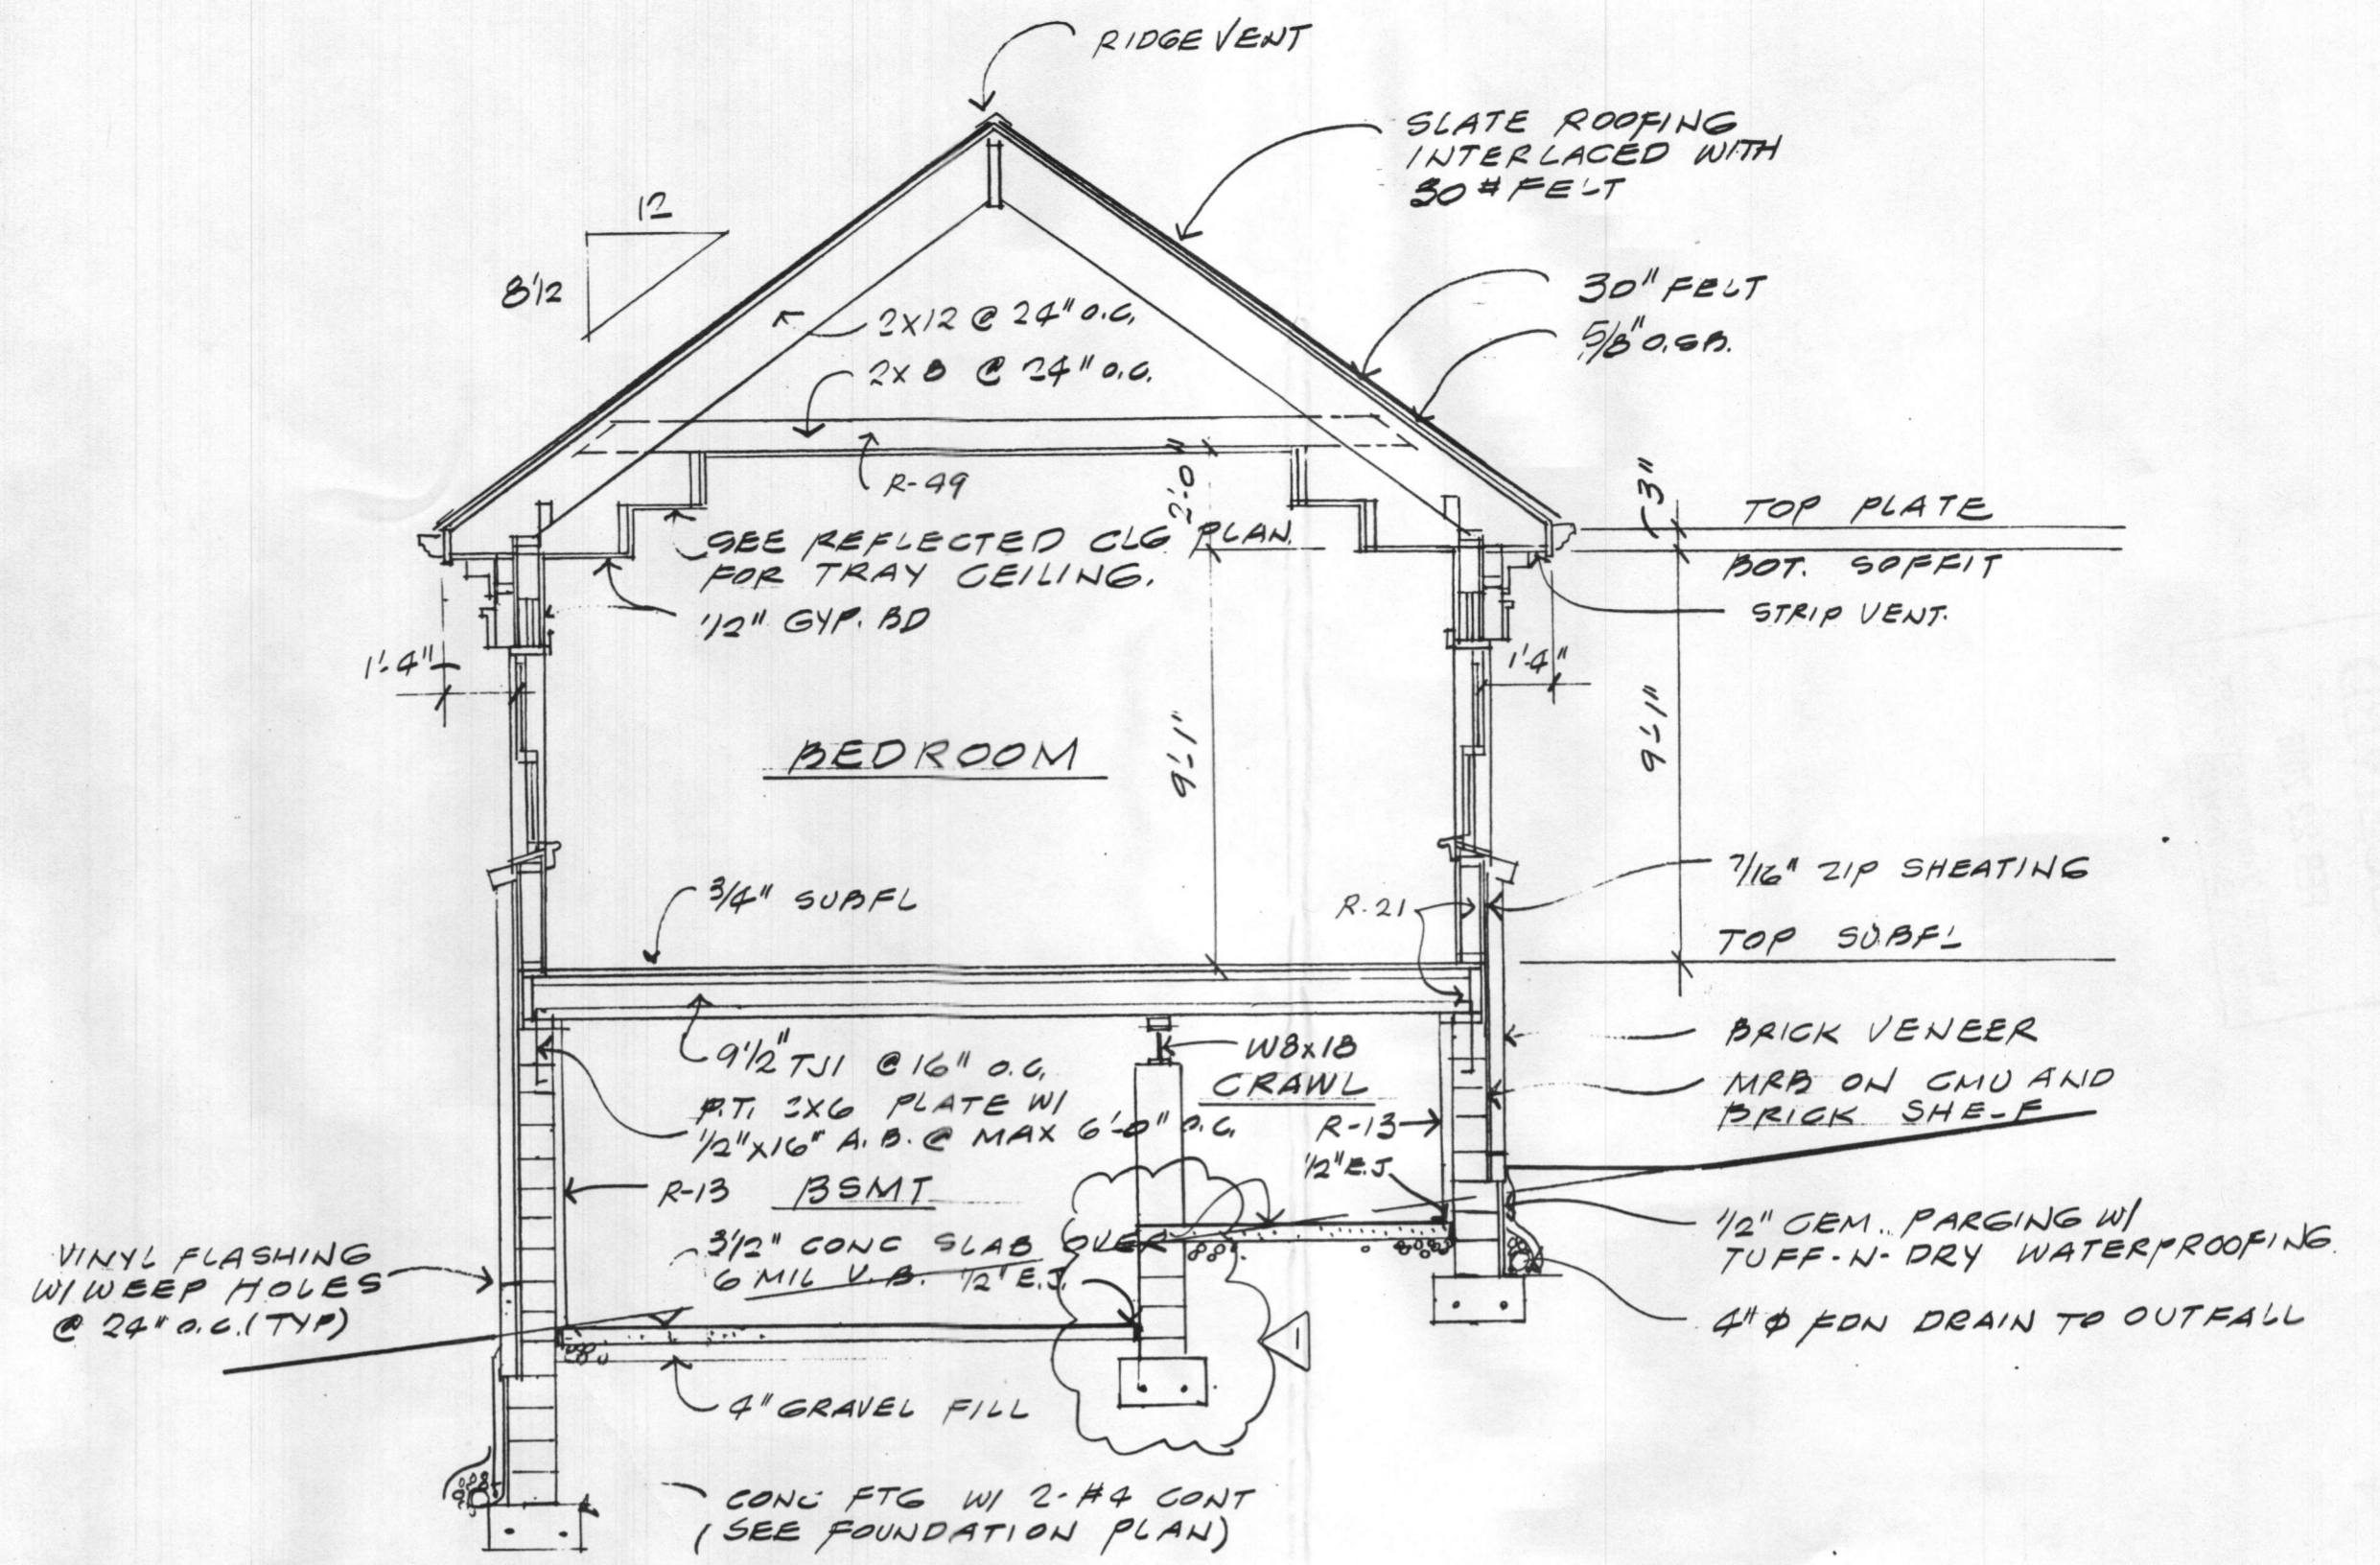 RIDGE VENT
SLATE ROOFING
INTERLACED WITH
30# FELT
12
8 1/2
30" FELT
5/8" O.S.B.
2X12 @ 24" O.C.
2X8 @ 24" O.C.
R-49
2'-0"
3"
TOP PLATE
SEE REFLECTED CLG PLAN.
FOR TRAY CEILING.
BOT. SOFFIT
1/2" GYP. BD
STRIP VENT.
1'-4"
1'-4"
BEDROOM
9'-1"
9'-1"
3/4" SUBFL
R-21
7/16" ZIP SHEATING
TOP SUBFL
BRICK VENEER
9 1/2" TJI @ 16" O.C.
W8X18
CRAWL
MRB ON CMU AND
BRICK SHELF
P.T. 2X6 PLATE W/
1/2"X16" A.B. @ MAX 6'-0" O.C.
R-13
1/2" E.J.
R-13
BSMT
3 1/2" CONC SLAB OVER
6 MIL V.B.
1/2" E.J.
VINYL FLASHING
W/ WEEP HOLES
@ 24" O.C. (TYP)
1/2" CEM. PARGING W/
TUFF-N-DRY WATERPROOFING
4" Φ FDN DRAIN TO OUTFALL
1
4" GRAVEL FILL
CONC FTG W/ 2-#4 CONT
(SEE FOUNDATION PLAN)